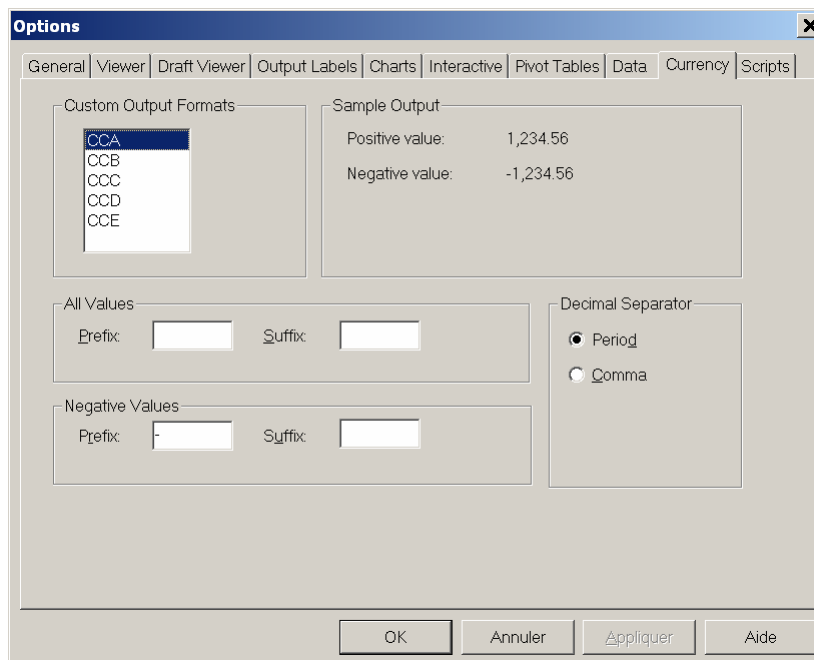 Options
General Viewer Draft Viewer Output Labels Charts Interactive Pivot Tables Data Currency Scripts
Custom Output Formats
CCA
CCB
CCC
CCD
CCE
Sample Output
Positive value: 1,234.56
Negative value: -1,234.56
All Values
Prefix: Suffix:
Decimal Separator
Period
Comma
Negative Values
Prefix: - Suffix:
OK Annuler Appliquer Aide